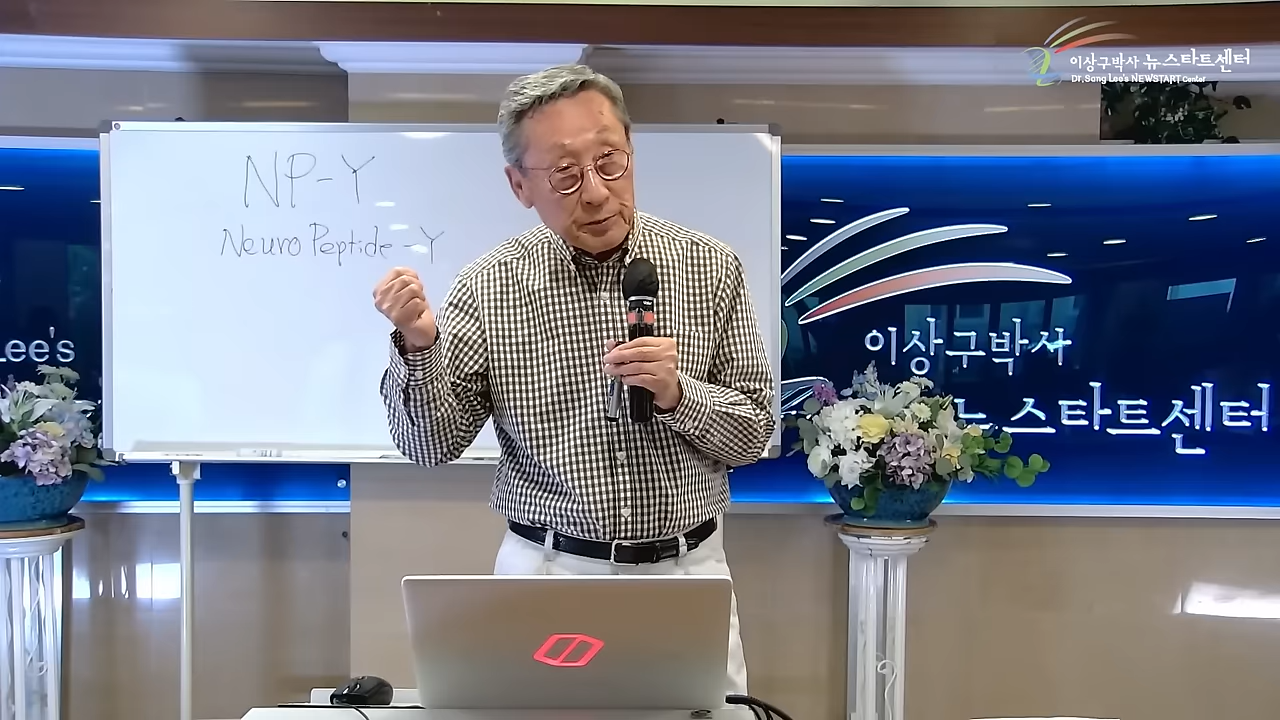 이상구박사 뉴스타트센터
Dr.Sang Lee's NEWSTART Center
NP-Y
Neuro Peptide-Y
Lee's
이상구박사
뉴스타트센터